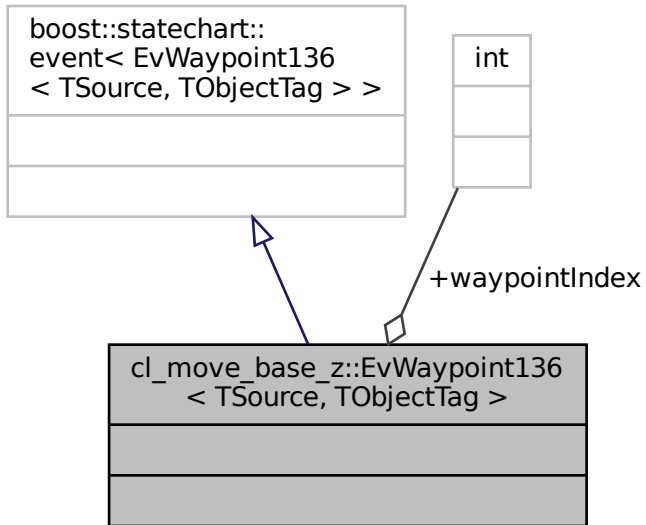 boost::statechart::
event< EvWaypoint136
< TSource, TObjectTag > >
int
+waypointIndex
cl_move_base_z::EvWaypoint136
< TSource, TObjectTag >